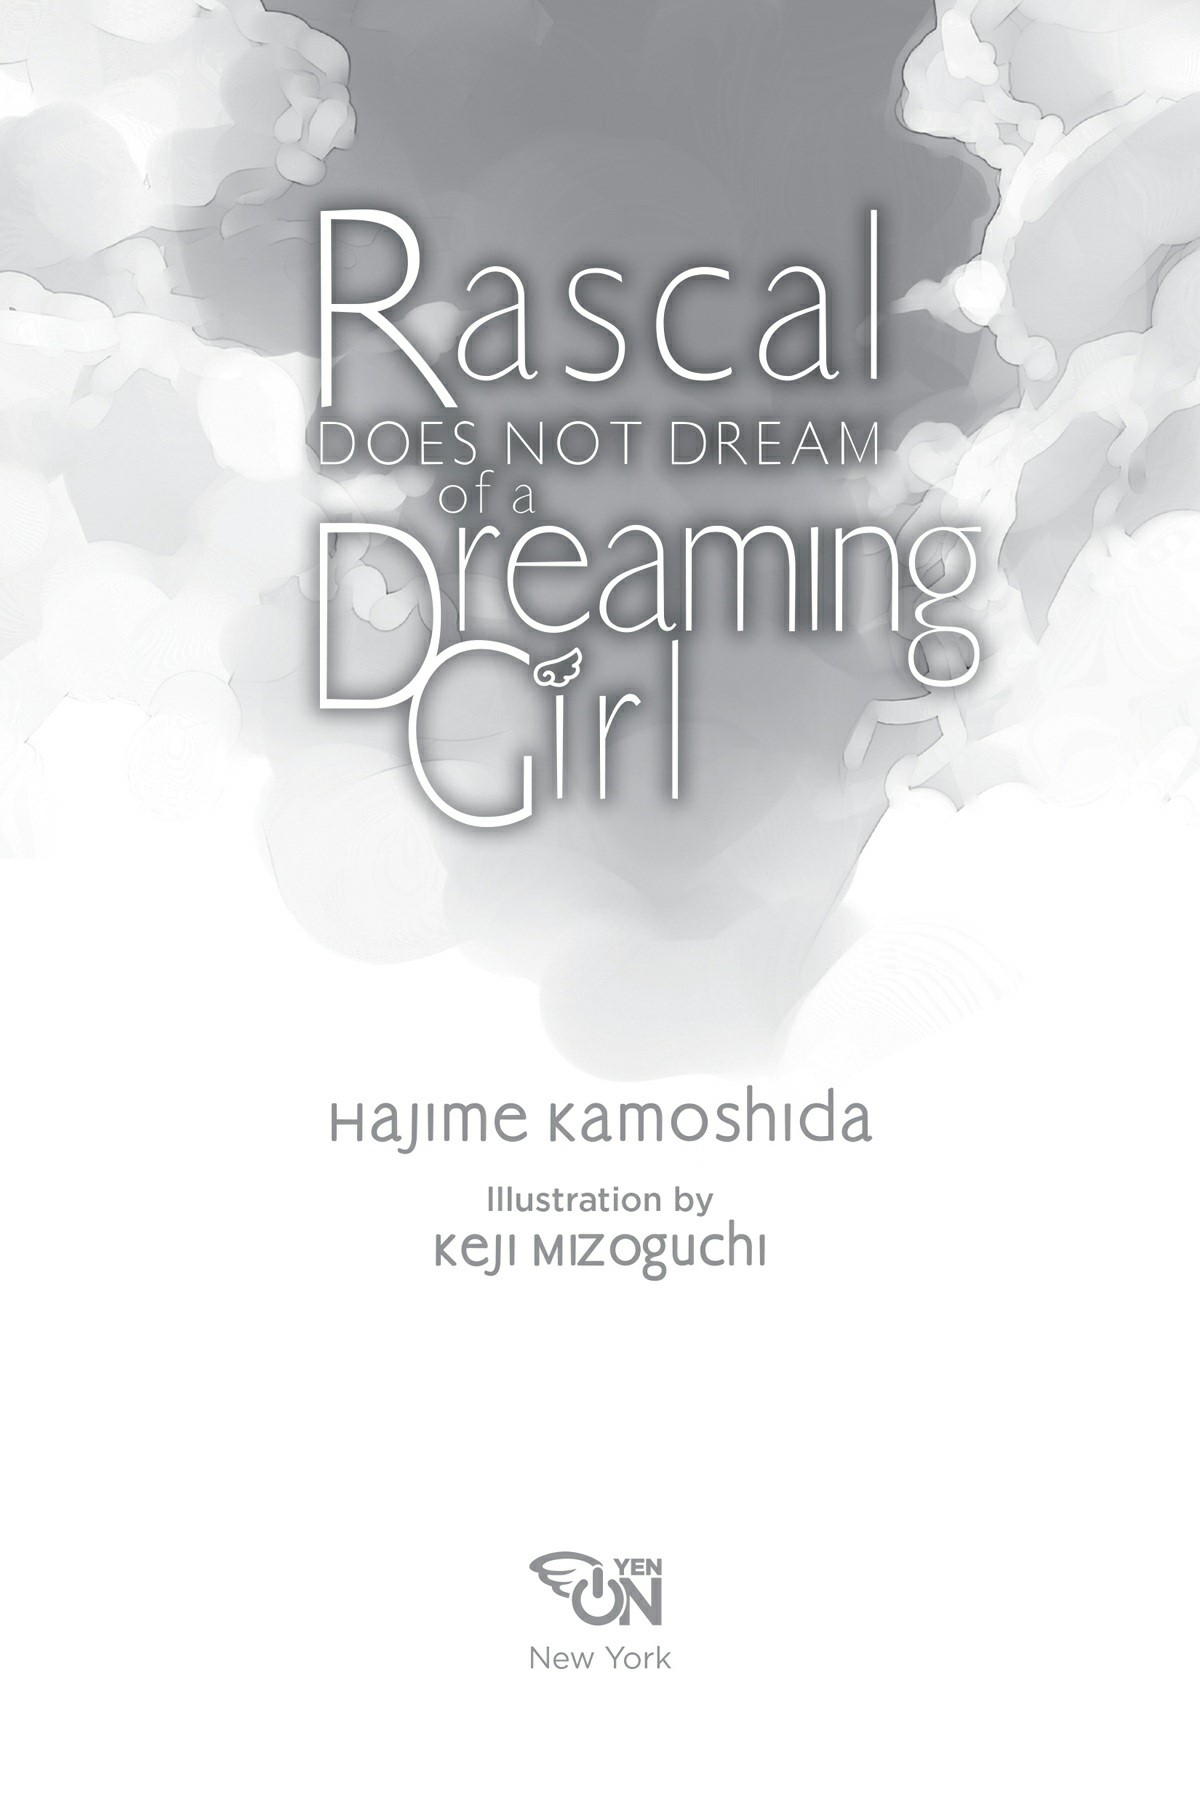 Rascal
DOES NOT DREAM
of a
Dreaming
Girl
Hajime Kamoshida
Illustration by
Keji Mizoguchi
YEN
ON
New York